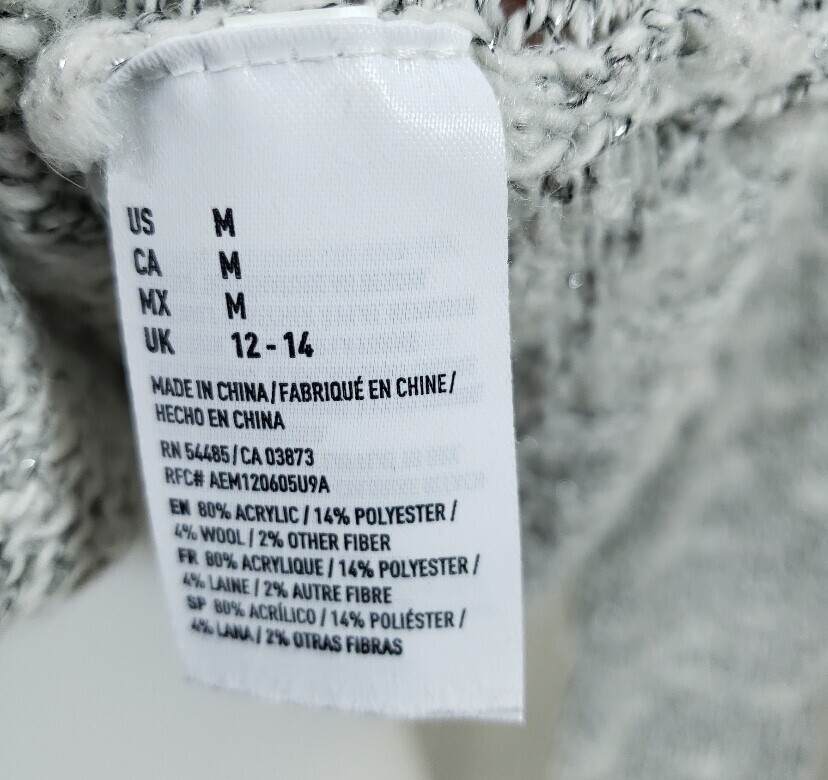 US M
CA M
MX M
UK 12 - 14
MADE IN CHINA/FABRIQUÉ EN CHINE/
HECHO EN CHINA
RN 54485/CA 03873
RFC# AEM120605U9A
EN 80% ACRYLIC / 14% POLYESTER /
4% WOOL / 2% OTHER FIBER
FR 80% ACRYLIQUE / 14% POLYESTER /
4% LAINE / 2% AUTRE FIBRE
SP 80% ACRÍLICO / 14% POLIÉSTER /
4% LANA / 2% OTRAS FIBRAS